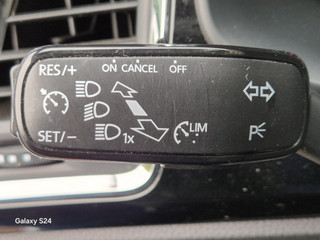 RES/+ ON CANCEL OFF
LIM
SET/- 1x P
Galaxy S24